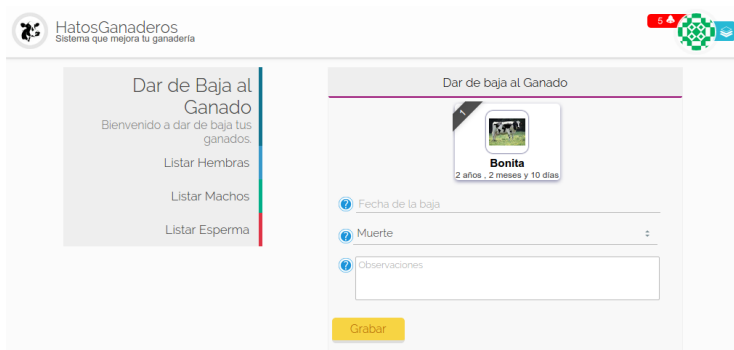 HatosGanaderos
Sistema que mejora tu ganadería
5
Dar de Baja al
Ganado
Bienvenido a dar de baja tus
ganados.
Listar Hembras
Listar Machos
Listar Esperma
Dar de baja al Ganado
1
Bonita
2 años , 2 meses y 10 días
? Fecha de la baja
? Muerte
? Observaciones
Grabar